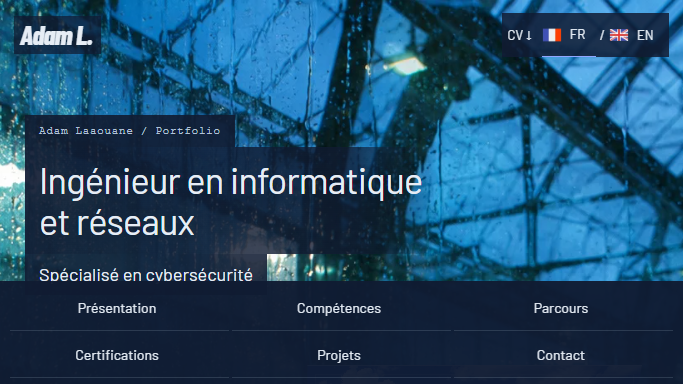 Adam L.
CV↓ FR / EN
Adam Laaouane / Portfolio
Ingénieur en informatique
et réseaux
Spécialisé en cybersécurité
Présentation Compétences Parcours
Certifications Projets Contact